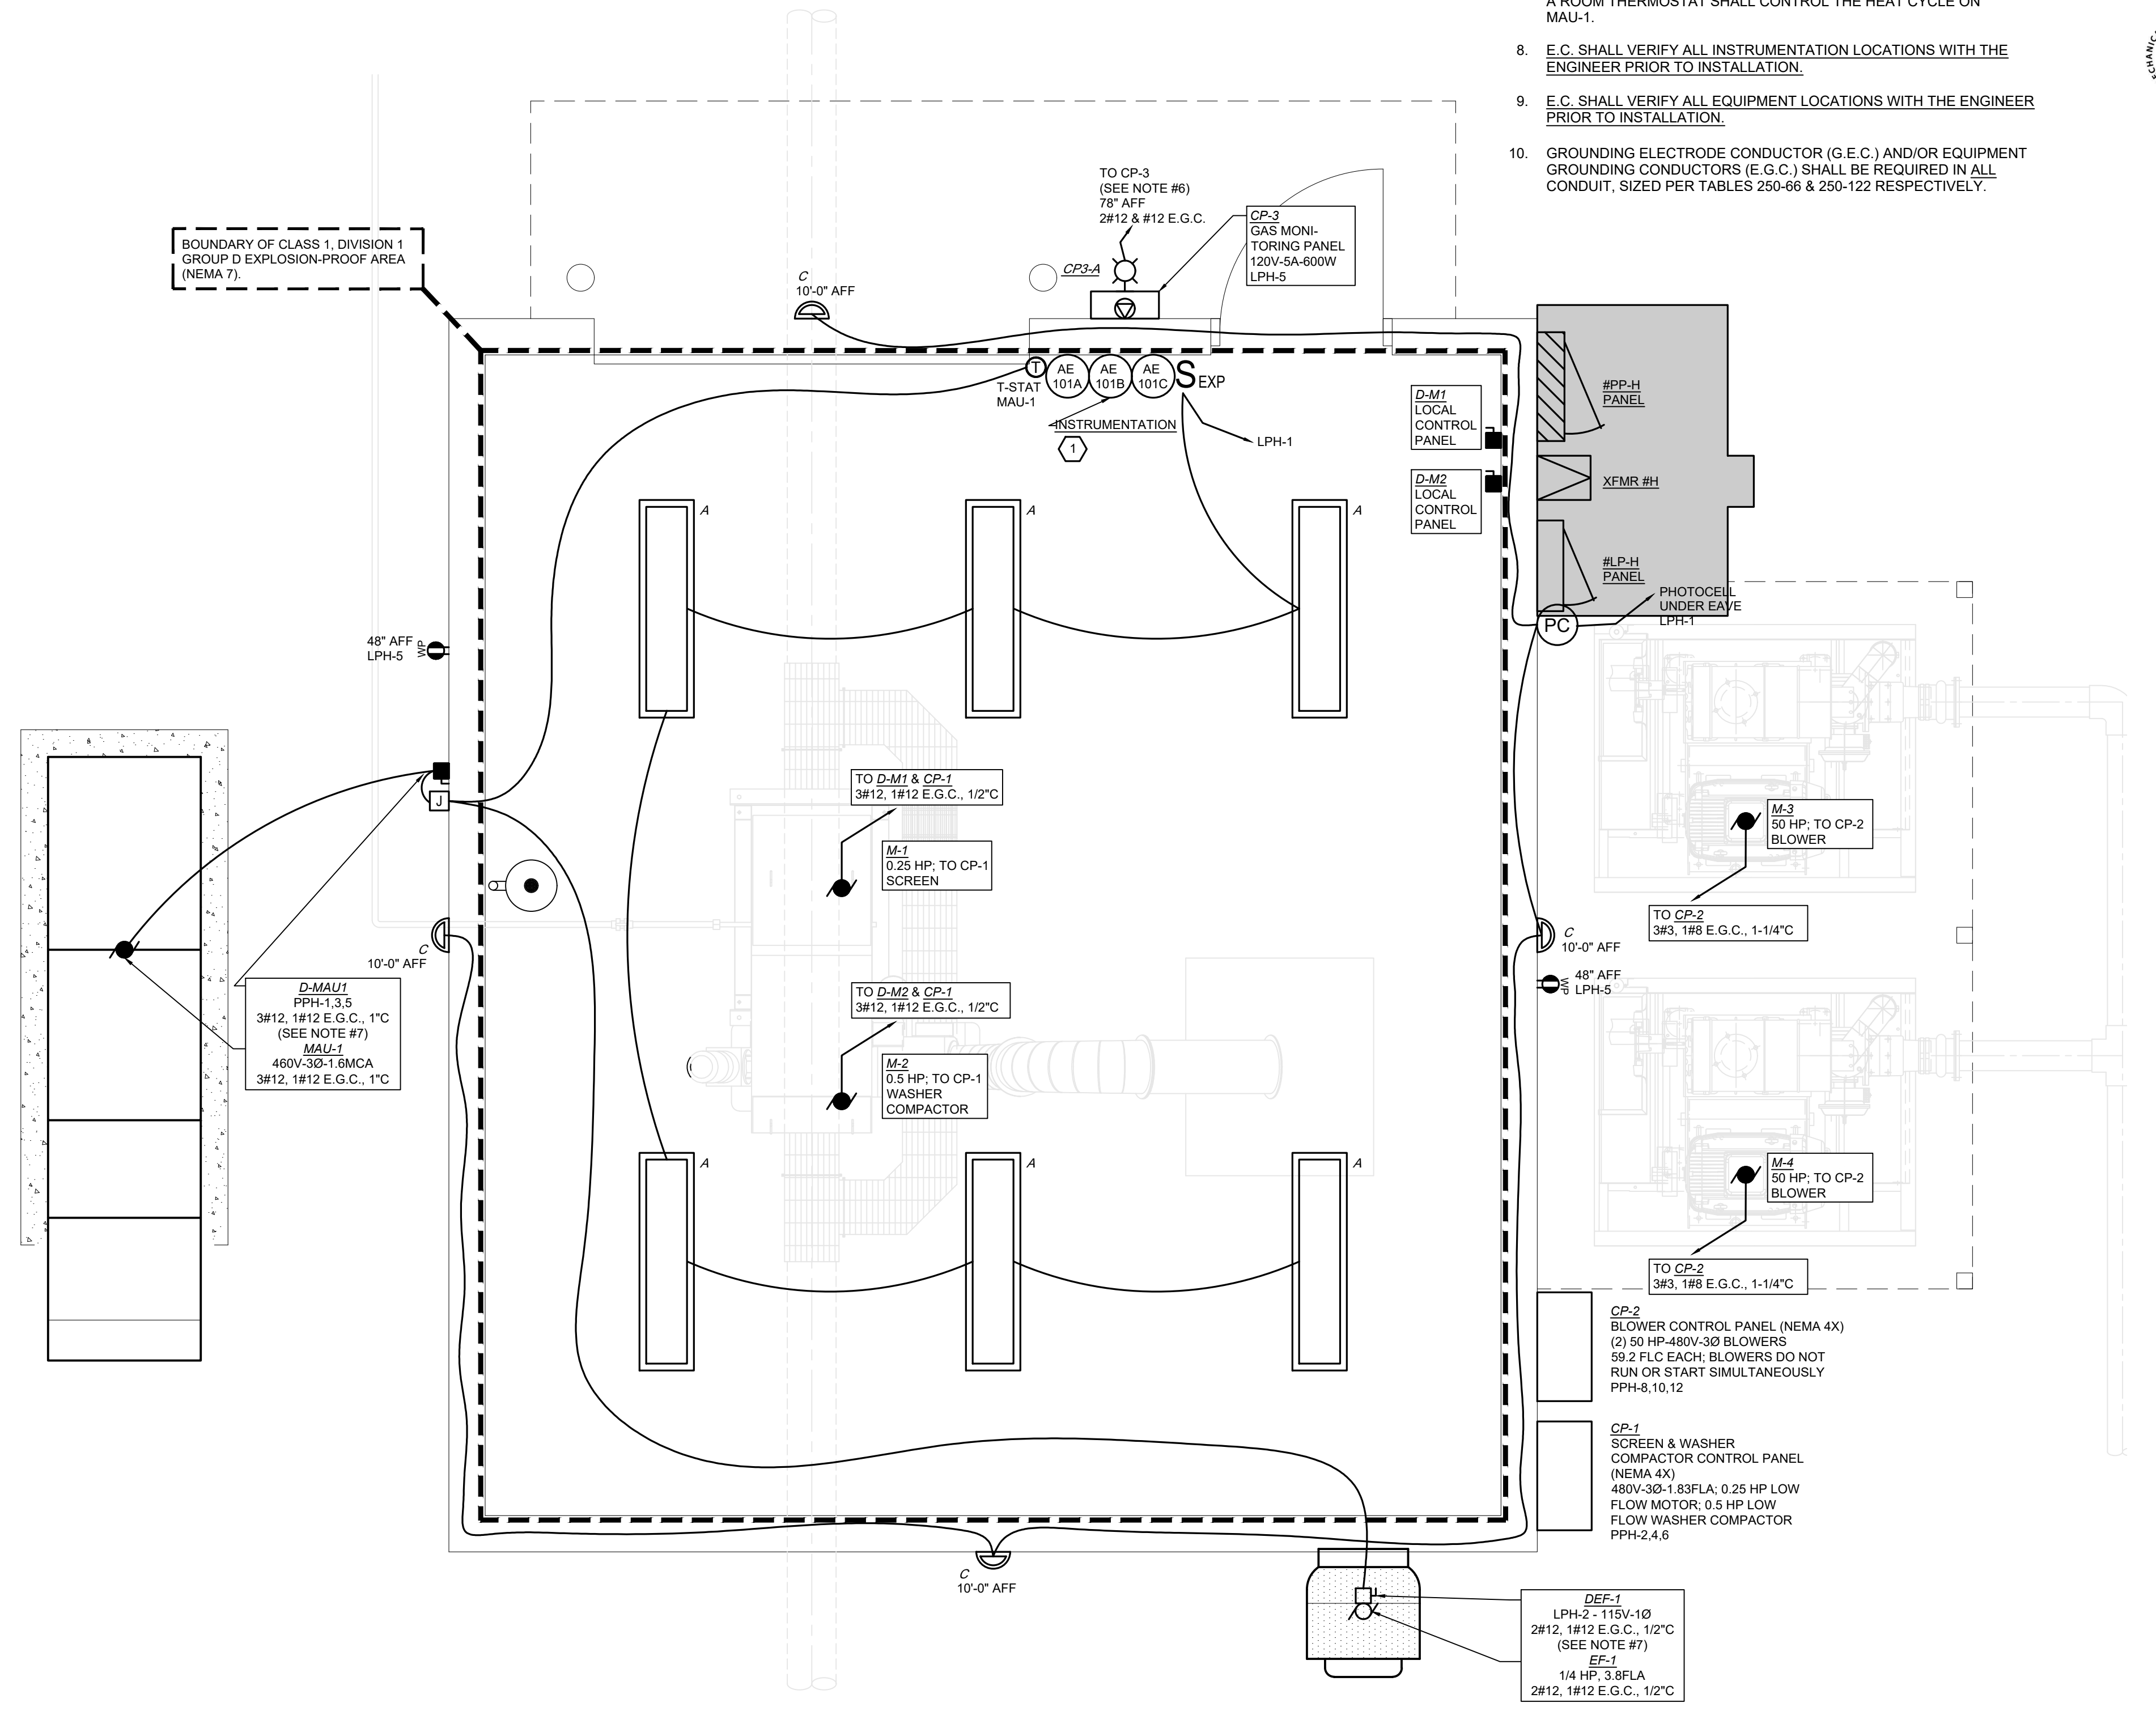 A ROOM THERMOSTAT SHALL CONTROL THE HEAT CYCLE ON
MAU-1.
8. E.C. SHALL VERIFY ALL INSTRUMENTATION LOCATIONS WITH THE
ENGINEER PRIOR TO INSTALLATION.
9. E.C. SHALL VERIFY ALL EQUIPMENT LOCATIONS WITH THE ENGINEER
PRIOR TO INSTALLATION.
10. GROUNDING ELECTRODE CONDUCTOR (G.E.C.) AND/OR EQUIPMENT
GROUNDING CONDUCTORS (E.G.C.) SHALL BE REQUIRED IN ALL
CONDUIT, SIZED PER TABLES 250-66 & 250-122 RESPECTIVELY.
TO CP-3
(SEE NOTE #6)
78" AFF
2#12 & #12 E.G.C.
CP-3
GAS MONI-
TORING PANEL
120V-5A-600W
LPH-5
BOUNDARY OF CLASS 1, DIVISION 1
GROUP D EXPLOSION-PROOF AREA
(NEMA 7).
CP3-A
C
10'-0" AFF
T
T-STAT
MAU-1
AE
101A
AE
101B
AE
101C
S EXP
INSTRUMENTATION
1
LPH-1
D-M1
LOCAL
CONTROL
PANEL
D-M2
LOCAL
CONTROL
PANEL
#PP-H
PANEL
XFMR #H
#LP-H
PANEL
A
A
A
PHOTOCELL
UNDER EAVE
LPH-1
PC
48" AFF
LPH-5
WP
J
TO D-M1 & CP-1
3#12, 1#12 E.G.C., 1/2"C
M-1
0.25 HP; TO CP-1
SCREEN
M-3
50 HP; TO CP-2
BLOWER
TO CP-2
3#3, 1#8 E.G.C., 1-1/4"C
C
10'-0" AFF
C
10'-0" AFF
48" AFF
LPH-5
WP
D-MAU1
PPH-1,3,5
3#12, 1#12 E.G.C., 1"C
(SEE NOTE #7)
MAU-1
460V-3Ø-1.6MCA
3#12, 1#12 E.G.C., 1"C
TO D-M2 & CP-1
3#12, 1#12 E.G.C., 1/2"C
M-2
0.5 HP; TO CP-1
WASHER
COMPACTOR
A
A
A
M-4
50 HP; TO CP-2
BLOWER
TO CP-2
3#3, 1#8 E.G.C., 1-1/4"C
CP-2
BLOWER CONTROL PANEL (NEMA 4X)
(2) 50 HP-480V-3Ø BLOWERS
59.2 FLC EACH; BLOWERS DO NOT
RUN OR START SIMULTANEOUSLY
PPH-8,10,12
CP-1
SCREEN & WASHER
COMPACTOR CONTROL PANEL
(NEMA 4X)
480V-3Ø-1.83FLA; 0.25 HP LOW
FLOW MOTOR; 0.5 HP LOW
FLOW WASHER COMPACTOR
PPH-2,4,6
C
10'-0" AFF
DEF-1
LPH-2 - 115V-1Ø
2#12, 1#12 E.G.C., 1/2"C
(SEE NOTE #7)
EF-1
1/4 HP, 3.8FLA
2#12, 1#12 E.G.C., 1/2"C